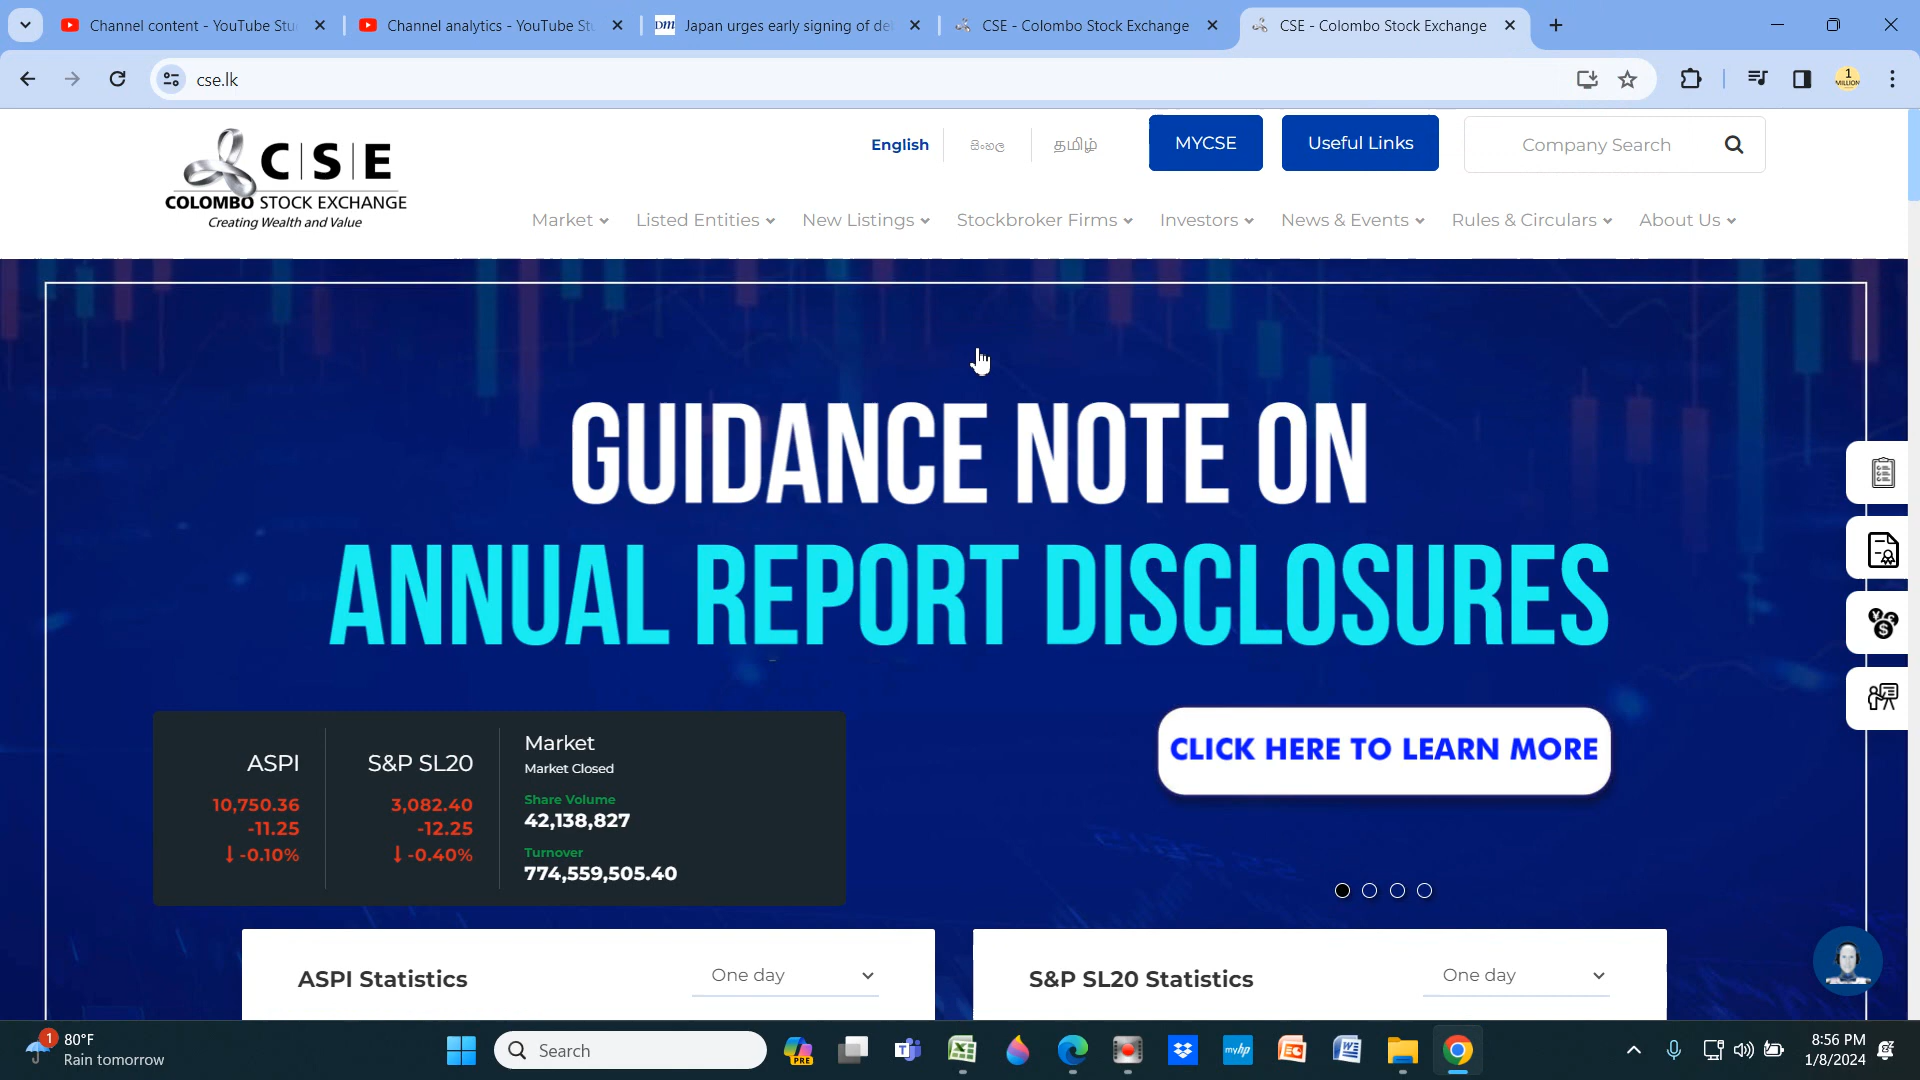 Channel content - YouTube Stu
Channel analytics - YouTube Stu
Japan urges early signing of de
CSE - Colombo Stock Exchange
CSE - Colombo Stock Exchange
cse.lk
1
MILLION
C|S|E
COLOMBO STOCK EXCHANGE
Creating Wealth and Value
English
සිංහල
தமிழ்
MYCSE
Useful Links
Company Search
Market
Listed Entities
New Listings
Stockbroker Firms
Investors
News & Events
Rules & Circulars
About Us
GUIDANCE NOTE ON
ANNUAL REPORT DISCLOSURES
CLICK HERE TO LEARN MORE
ASPI
10,750.36
-11.25
↓ -0.10%
S&P SL20
3,082.40
-12.25
↓ -0.40%
Market
Market Closed
Share Volume
42,138,827
Turnover
774,559,505.40
ASPI Statistics
One day
S&P SL20 Statistics
One day
1
80°F
Rain tomorrow
Search
PRE
myhp
8:56 PM
1/8/2024